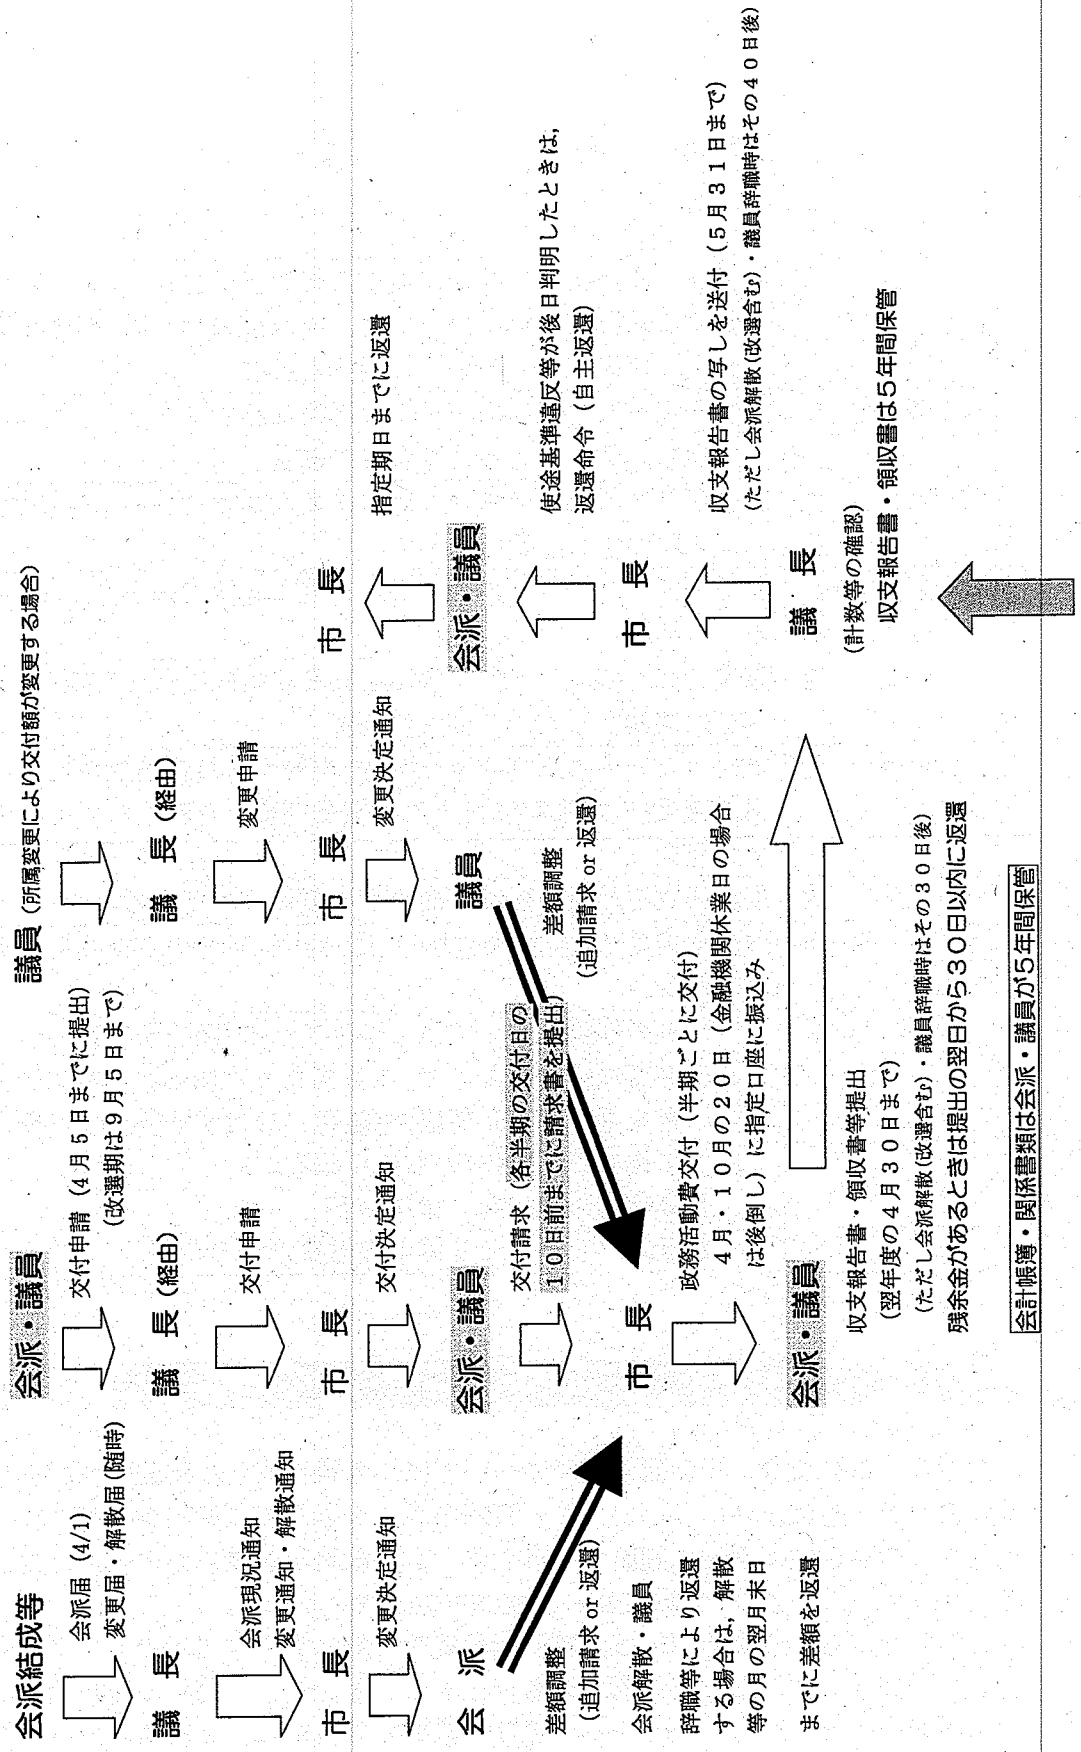 会派結成等
会派届 (4/1)
変更届・解散届(随時)
議　長
会派現況通知
変更通知・解散通知
市　長
変更決定通知
会　派
差額調整
(追加請求 or 返還)
会派解散・議員
辞職等により返還
する場合は，解散
等の月の翌月末日
までに差額を返還
会派・議員
交付申請（4月5日までに提出）
(改選期は9月5日まで)
議　長（経由）
交付申請
市　長
交付決定通知
会派・議員
交付請求（各半期の交付日の
１０日前までに請求書を提出）
市　長
政務活動費交付（半期ごとに交付）
４月・１０月の２０日（金融機関休業日の場合
は後倒し）に指定口座に振込み
会派・議員
収支報告書・領収書等提出
（翌年度の４月３０日まで）
（ただし会派解散(改選含む)・議員辞職時はその３０日後）
残余金があるときは提出の翌日から３０日以内に返還
会計帳簿・関係書類は会派・議員が５年間保管
議員（所属変更により交付額が変更する場合）
議　長（経由）
変更申請
市　長
変更決定通知
議員
差額調整
（追加請求 or 返還）
市　長
指定期日までに返還
会派・議員
使途基準違反等が後日判明したときは，
返還命令（自主返還）
市　長
収支報告書の写しを送付（５月３１日まで）
（ただし会派解散(改選含む)・議員辞職時はその４０日後）
議　長
（計数等の確認）
収支報告書・領収書は５年間保管